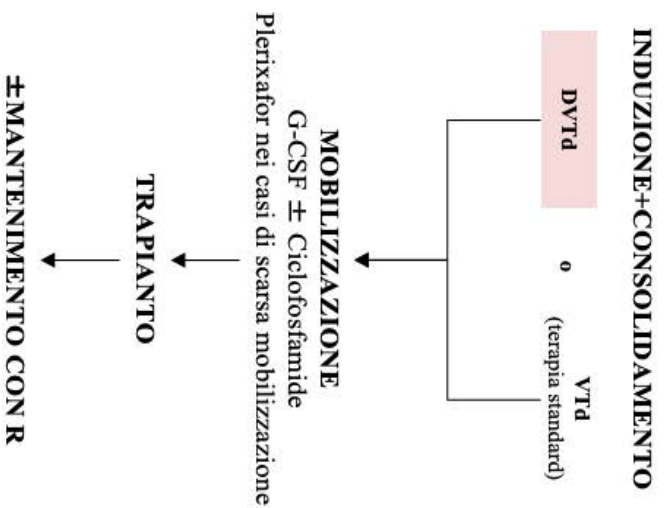 INDUZIONE+CONSOLIDAMENTO
DVTd o VTd
(terapia standard)
MOBILIZZAZIONE
G-CSF ± Ciclofosfamide
Plerixafor nei casi di scarsa mobilizzazione
TRAPIANTO
±MANTENIMENTO CON R